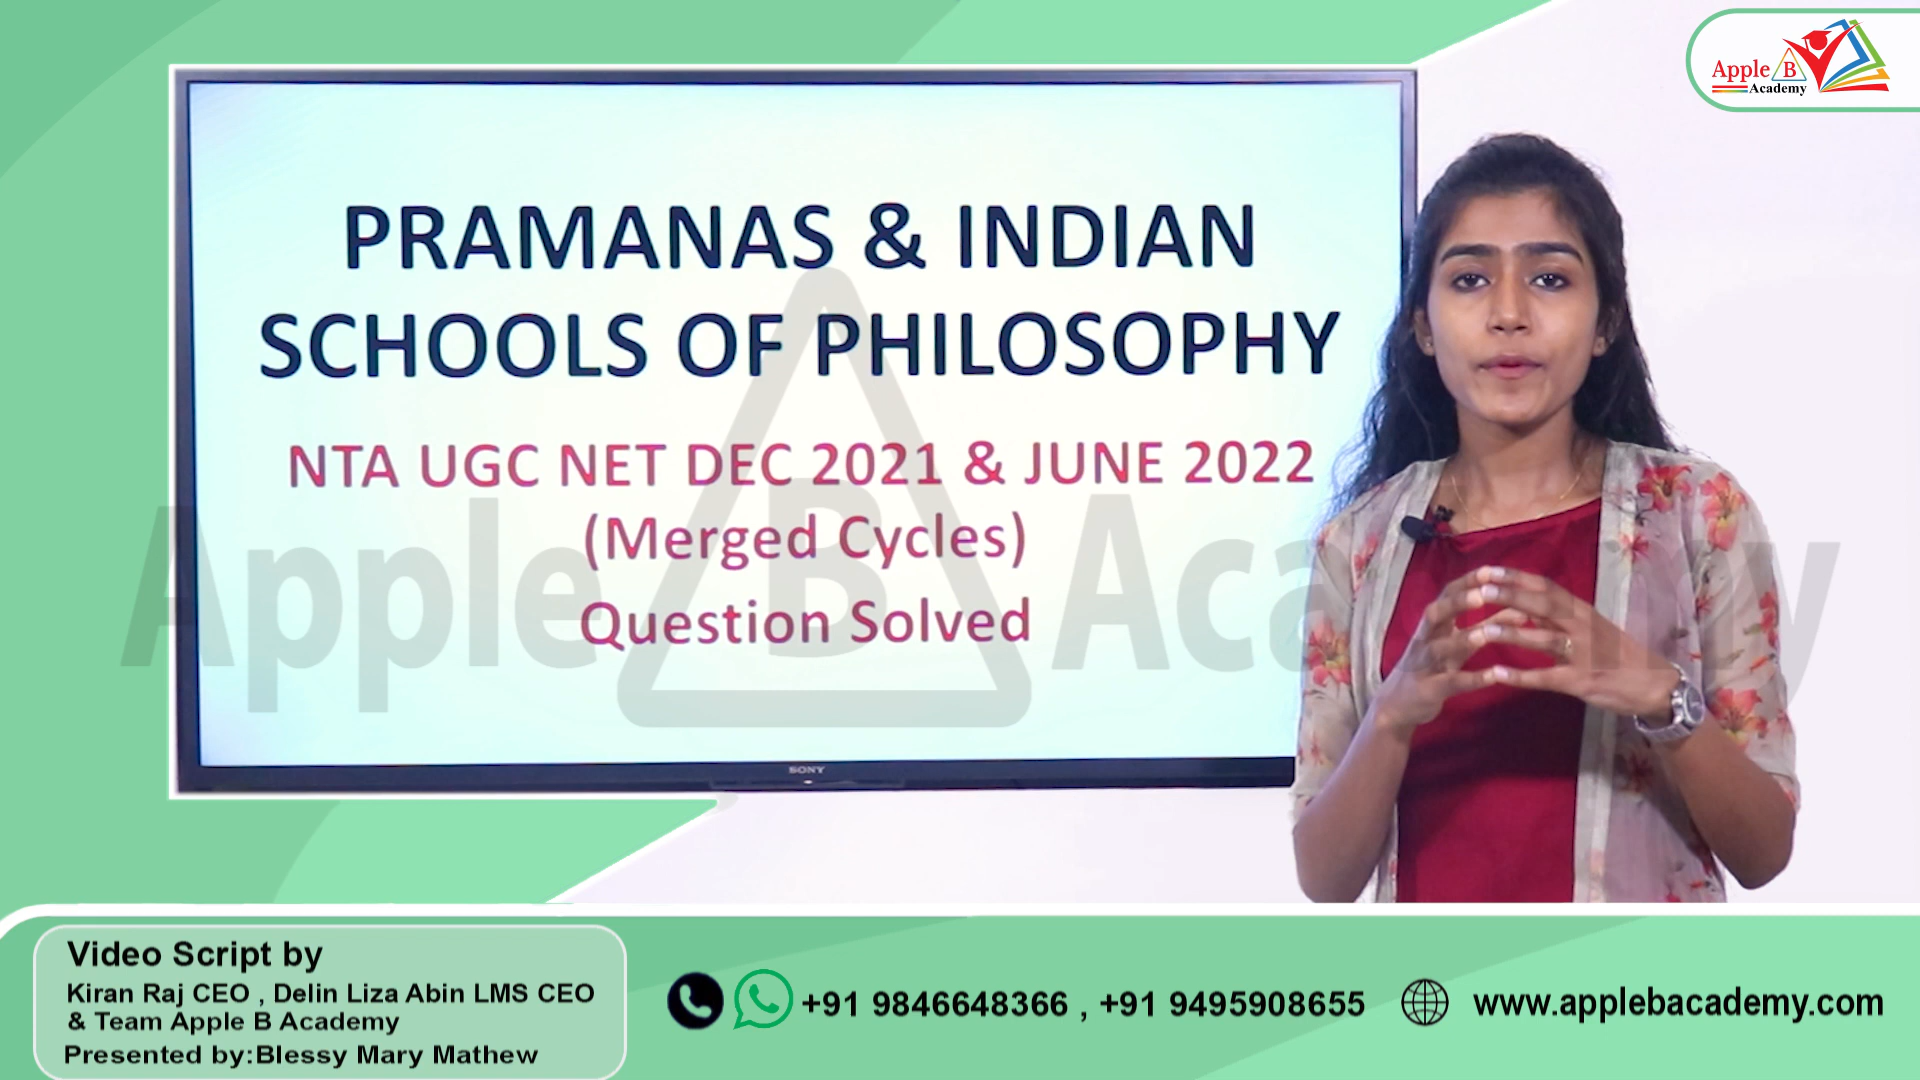 Apple B
Academy
PRAMANAS & INDIAN
SCHOOLS OF PHILOSOPHY
NTA UGC NET DEC 2021 & JUNE 2022
(Merged Cycles)
Question Solved
Apple B Academy
SONY
Video Script by
Kiran Raj CEO , Delin Liza Abin LMS CEO
& Team Apple B Academy
Presented by:Blessy Mary Mathew
+91 9846648366 , +91 9495908655
www.applebacademy.com